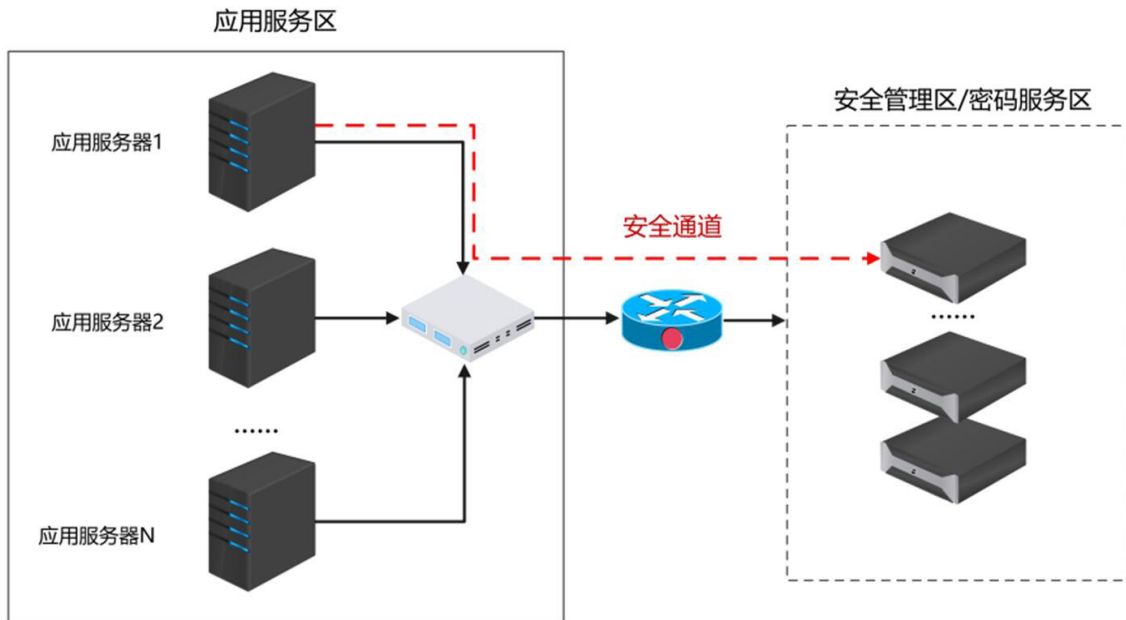 应用服务区
安全管理区/密码服务区
应用服务器1
安全通道
应用服务器2
......
......
应用服务器N